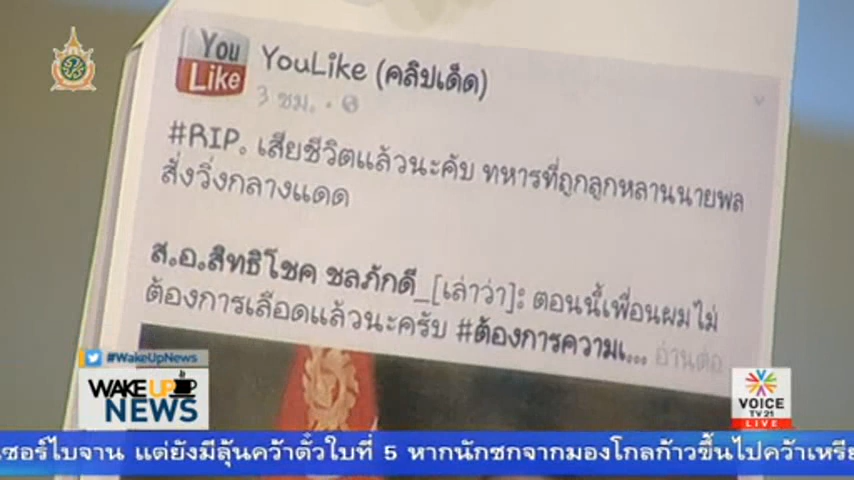 You
Like
YouLike (คลิปเด็ด)
3 ชม. •
#RIP. เสียชีวิตแล้วนะคับ ทหารที่ถูกลูกหลานนายพล
สั่งวิ่งกลางแดด
ส.อ.สิทธิโชค ชลภักดี_[เล่าว่า]: ตอนนี้เพื่อนผมไม่
ต้องการเลือดแล้วนะครับ #ต้องการความเ... อ่านต่อ
#WakeUpNews
WAKE UP
NEWS
VOICE
TV 21
LIVE
เซอร์ไบจาน แต่ยังมีลุ้นคว้าตั๋วใบที่ 5 หากนักชกจากมองโกลก้าวขึ้นไปคว้าเหรีย